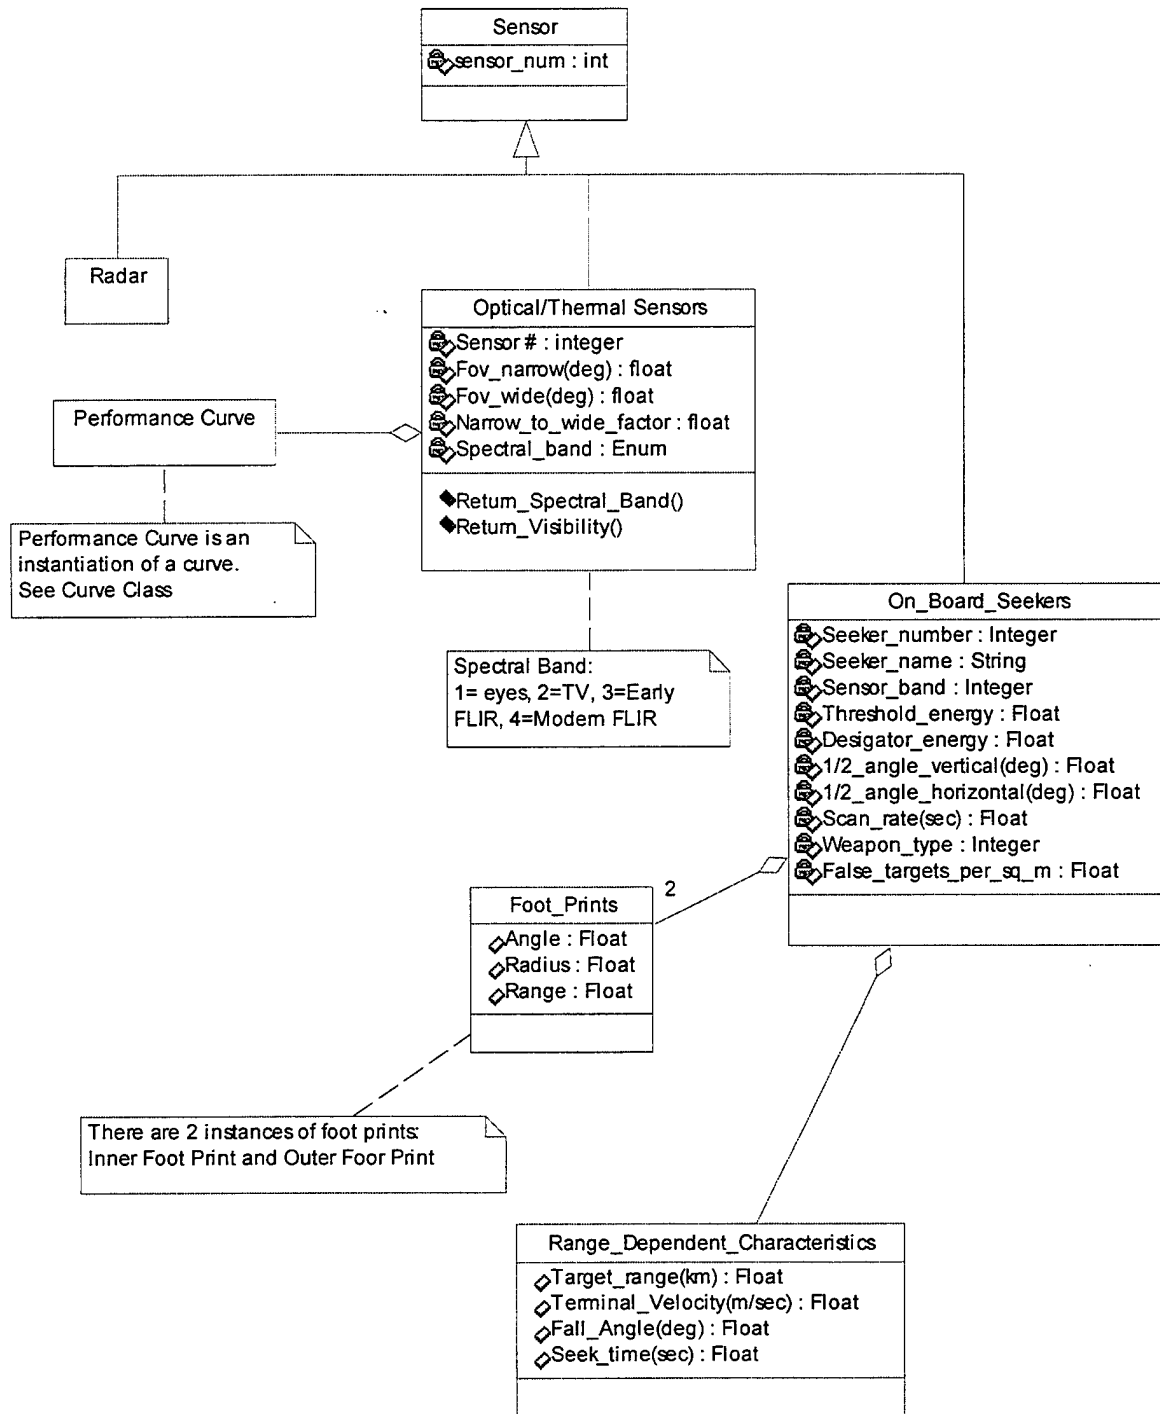 Sensor
sensor_num : int
Radar
Optical/Thermal Sensors
Sensor # : integer
Fov_narrow(deg) : float
Fov_wide(deg) : float
Narrow_to_wide_factor : float
Spectral_band : Enum
Return_Spectral_Band()
Return_Visibility()
Performance Curve
Performance Curve is an
instantiation of a curve.
See Curve Class
Spectral Band:
1= eyes, 2=TV, 3=Early
FLIR, 4=Modern FLIR
On_Board_Seekers
Seeker_number : Integer
Seeker_name : String
Sensor_band : Integer
Threshold_energy : Float
Desigator_energy : Float
1/2_angle_vertical(deg) : Float
1/2_angle_horizontal(deg) : Float
Scan_rate(sec) : Float
Weapon_type : Integer
False_targets_per_sq_m : Float
2
Foot_Prints
Angle : Float
Radius : Float
Range : Float
There are 2 instances of foot prints:
Inner Foot Print and Outer Foor Print
Range_Dependent_Characteristics
Target_range(km) : Float
Terminal_Velocity(m/sec) : Float
Fall_Angle(deg) : Float
Seek_time(sec) : Float